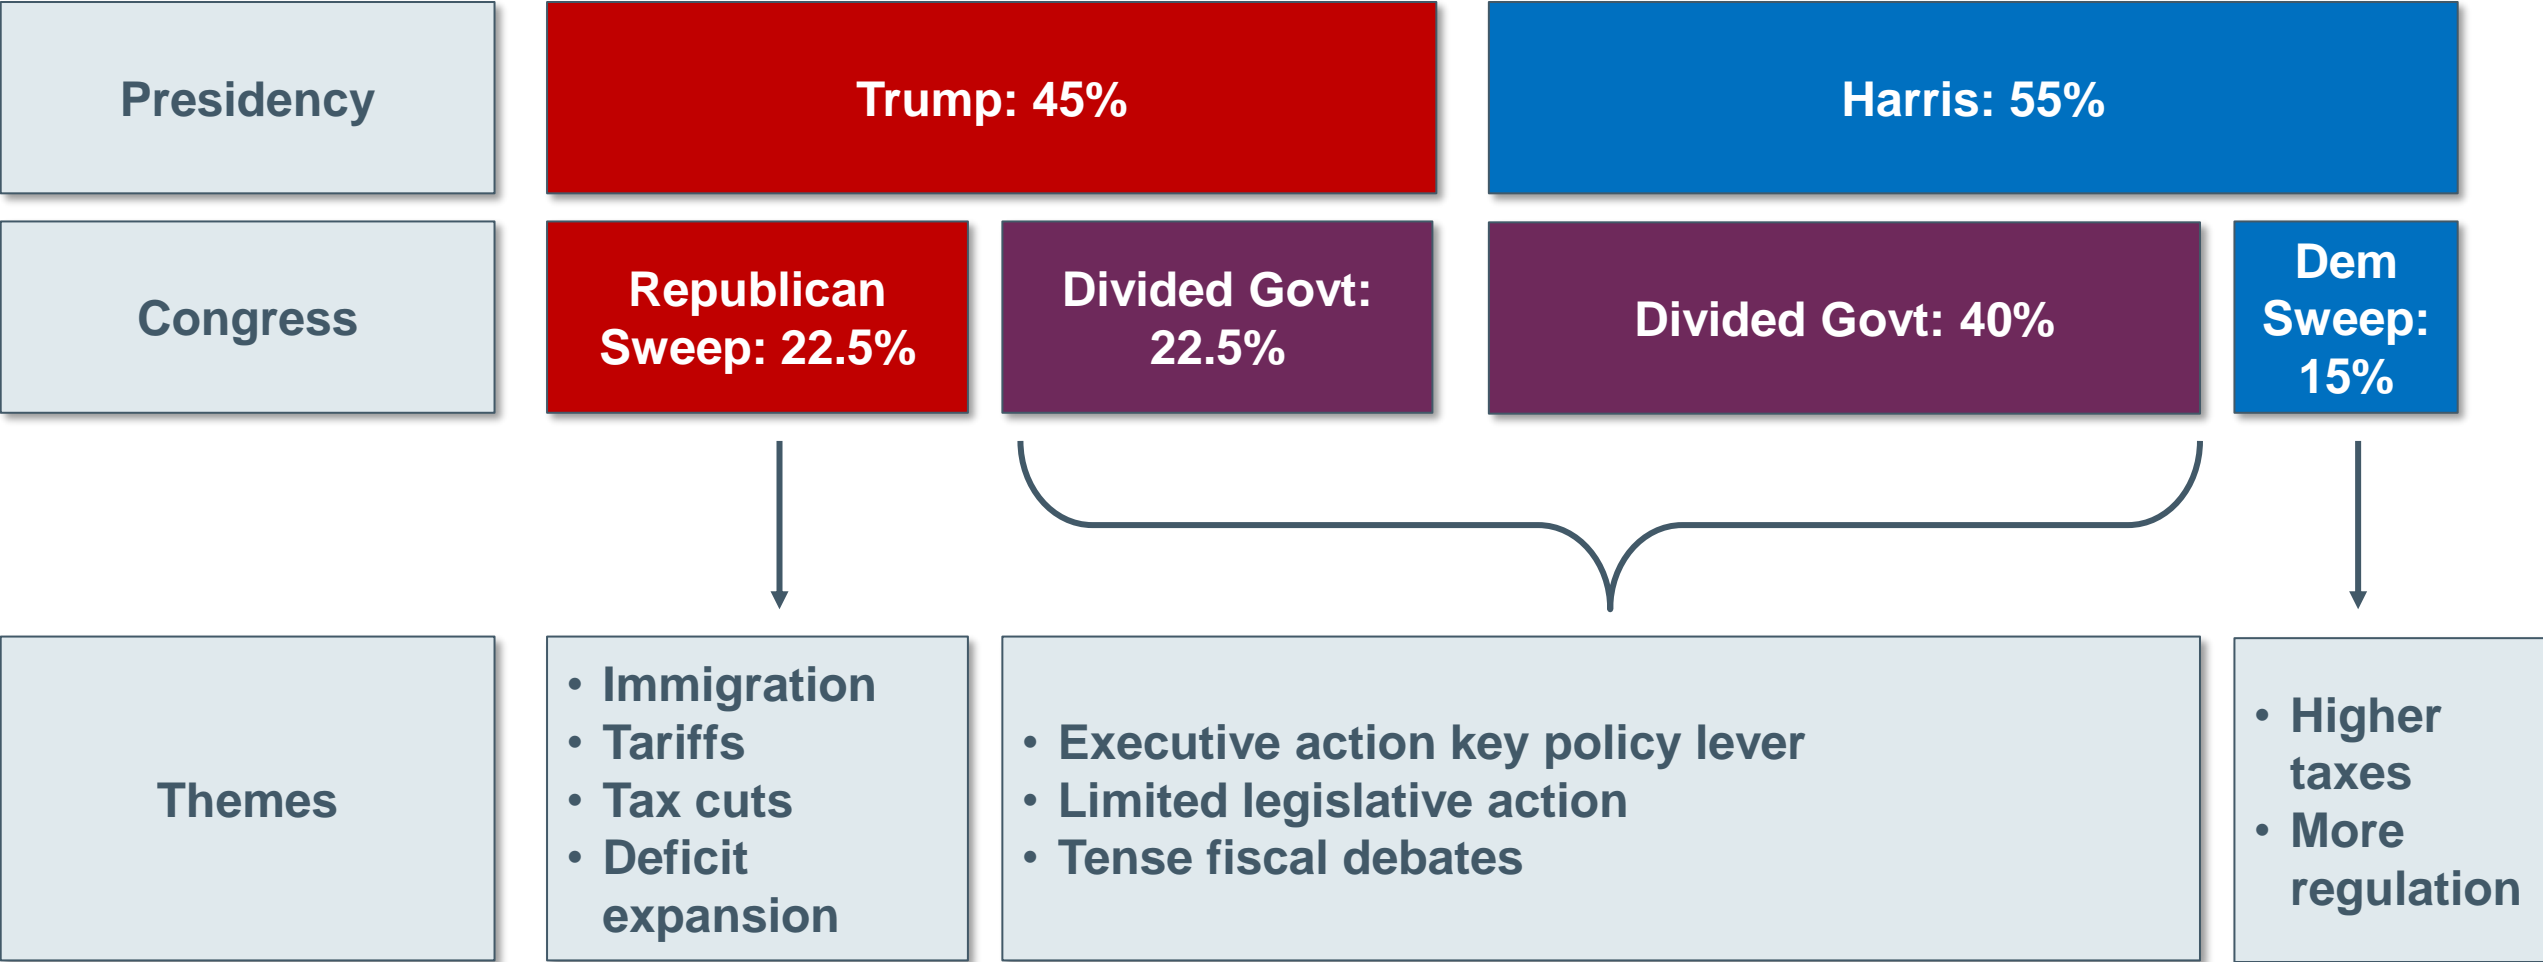 Presidency
Trump: 45%
Harris: 55%
Congress
Republican
Sweep: 22.5%
Divided Govt:
22.5%
Divided Govt: 40%
Dem
Sweep:
15%
Themes
• Immigration
• Tariffs
• Tax cuts
• Deficit
expansion
• Executive action key policy lever
• Limited legislative action
• Tense fiscal debates
• Higher
taxes
• More
regulation